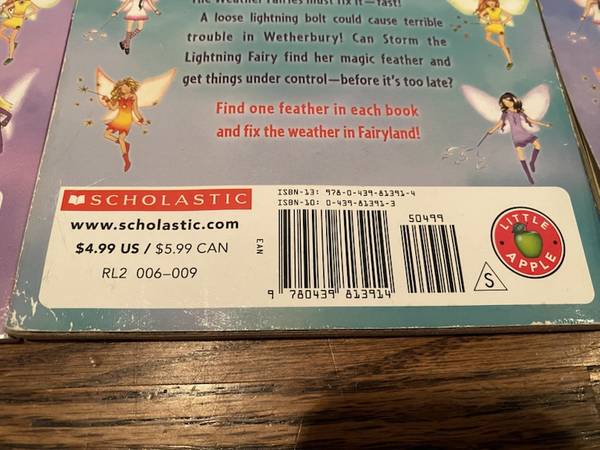 The Weather Fairies must fix it—fast!
A loose lightning bolt could cause terrible
trouble in Wetherbury! Can Storm the
Lightning Fairy find her magic feather and
get things under control—before it's too late?
Find one feather in each book
and fix the weather in Fairyland!
SCHOLASTIC
www.scholastic.com
$4.99 US / $5.99 CAN
RL2 006-009
EAN
ISBN-13: 978-0-439-81391-4
ISBN-10: 0-439-81391-3
50499
9 780439 813914
S
LITTLE
APPLE